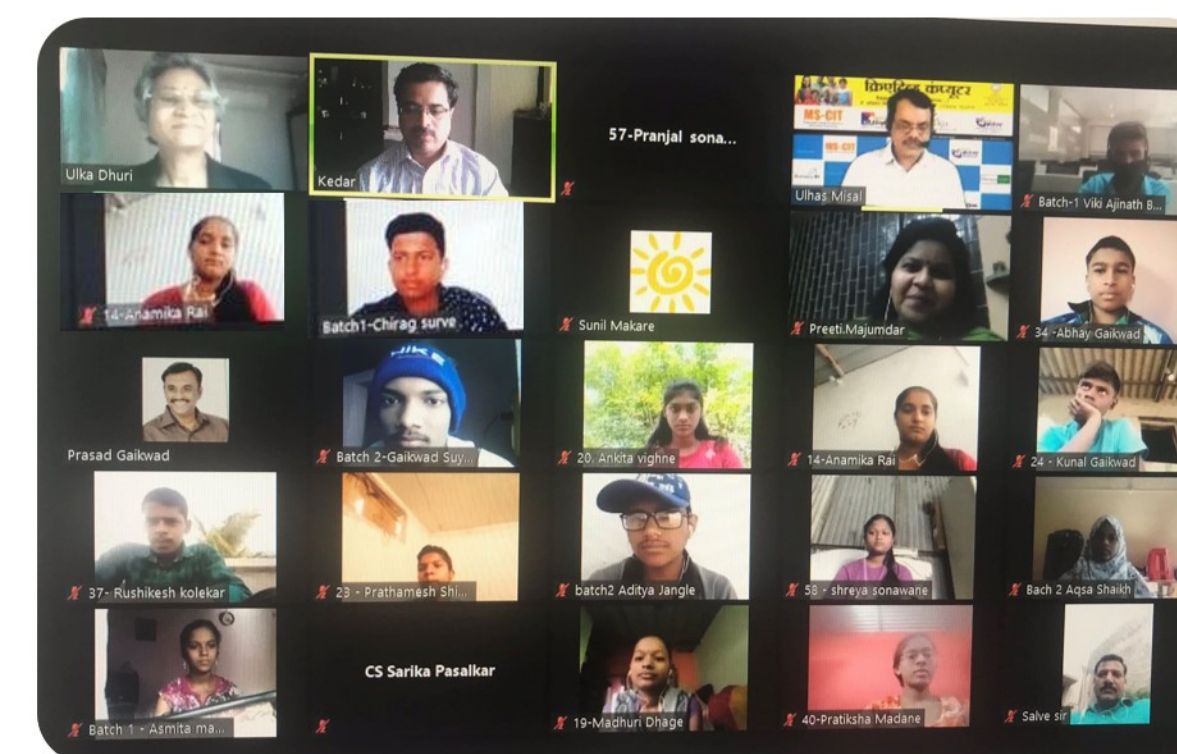 Ulka Dhuri
Kedar
57-Pranjal sona...
क्रिएटिव्ह कंप्युटर
MS-CIT
MS-CIT
Ulhas Misal
Batch-1 Viki Ajinath B...
14-Anamika Rai
Batch1-Chirag surve
Sunil Makare
Preeti.Majumdar
34 -Abhay Gaikwad
Prasad Gaikwad
NIKE
Batch 2-Gaikwad Suy...
20. Ankita vighne
14-Anamika Rai
24 - Kunal Gaikwad
37- Rushikesh kolekar
23 - Prathamesh Shi...
batch2 Aditya Jangle
58 - shreya sonawane
Bach 2 Aqsa Shaikh
Batch 1 - Asmita ma...
CS Sarika Pasalkar
19-Madhuri Dhage
40-Pratiksha Madane
Salve sir